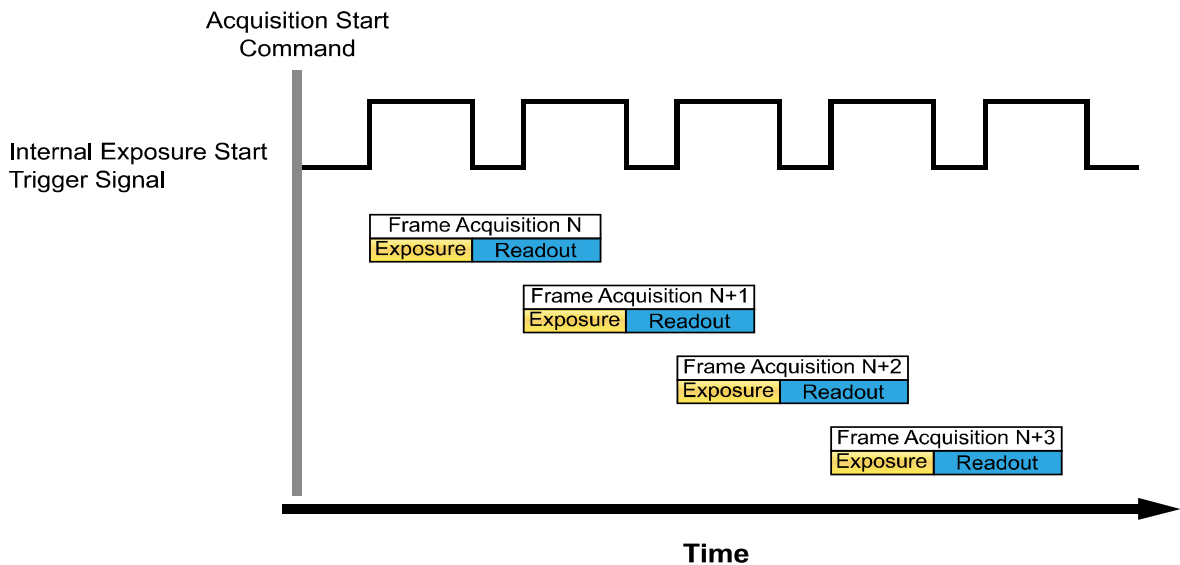 Acquisition Start
Command
Internal Exposure Start
Trigger Signal
Frame Acquisition N
Exposure Readout
Frame Acquisition N+1
Exposure Readout
Frame Acquisition N+2
Exposure Readout
Frame Acquisition N+3
Exposure Readout
Time